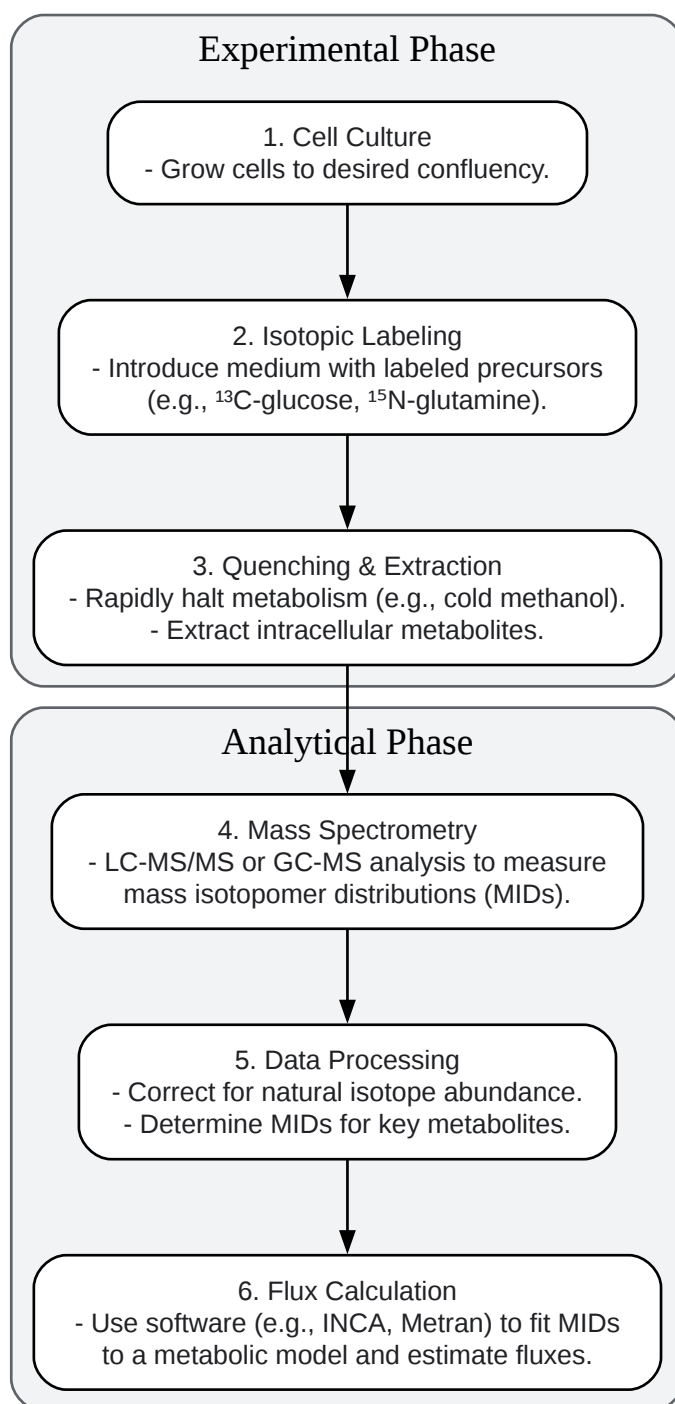 Experimental Phase
1. Cell Culture
- Grow cells to desired confluency.
2. Isotopic Labeling
- Introduce medium with labeled precursors
(e.g., ¹³C-glucose, ¹⁵N-glutamine).
3. Quenching & Extraction
- Rapidly halt metabolism (e.g., cold methanol).
- Extract intracellular metabolites.
Analytical Phase
4. Mass Spectrometry
- LC-MS/MS or GC-MS analysis to measure
mass isotopomer distributions (MIDs).
5. Data Processing
- Correct for natural isotope abundance.
- Determine MIDs for key metabolites.
6. Flux Calculation
- Use software (e.g., INCA, Metran) to fit MIDs
to a metabolic model and estimate fluxes.